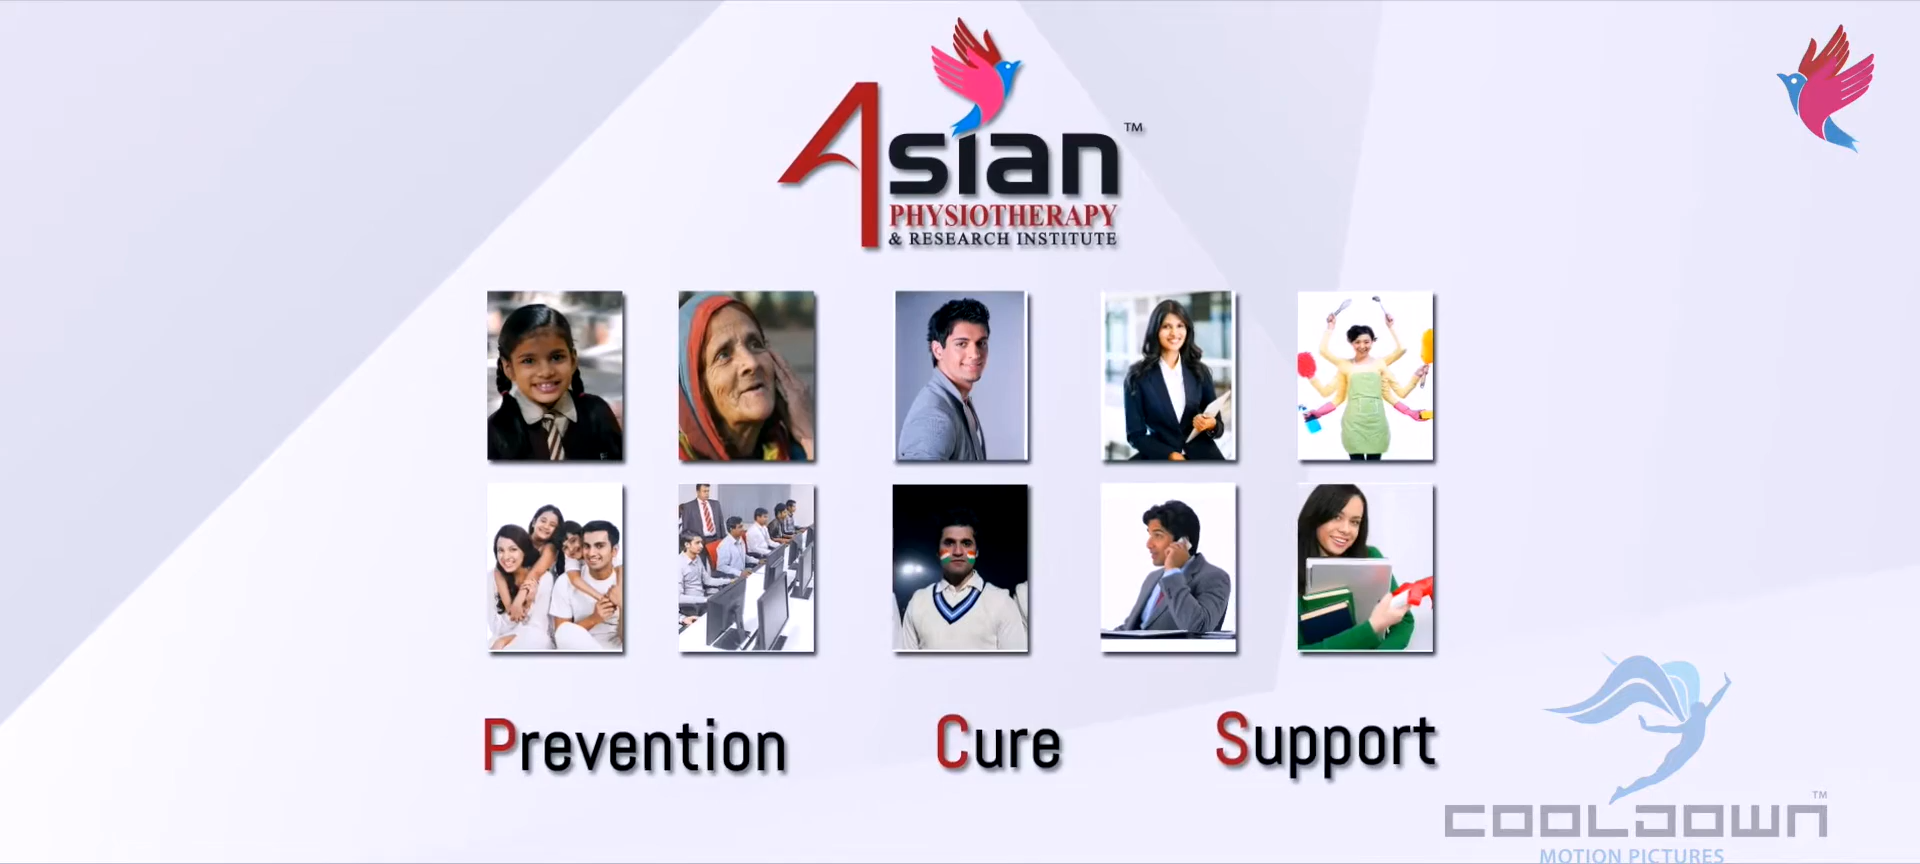 Asian™
PHYSIOTHERAPY
& RESEARCH INSTITUTE
Prevention Cure Support
COOLDOWN™
MOTION PICTURES